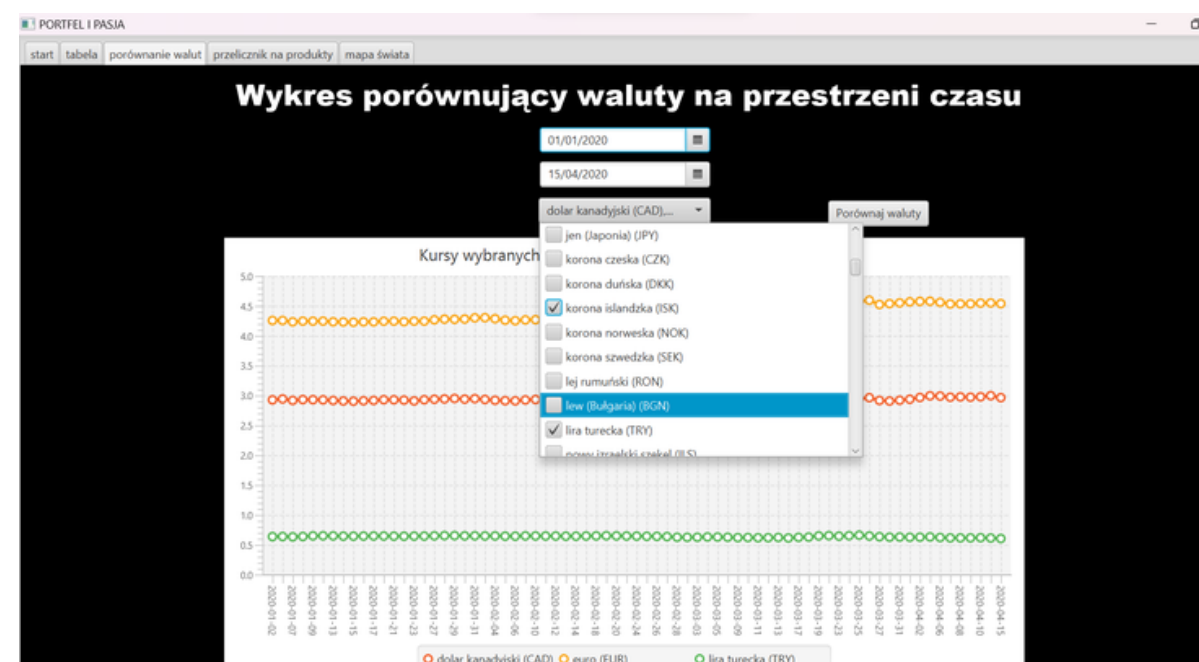 PORTFEL I PASJA
start tabela porównanie walut przelicznik na produkty mapa świata
Wykres porównujący waluty na przestrzeni czasu
01/01/2020
15/04/2020
dolar kanadyjski (CAD),...
Porównaj waluty
Kursy wybranych
jen (Japonia) (JPY)
korona czeska (CZK)
korona duńska (DKK)
korona islandzka (ISK)
korona norweska (NOK)
korona szwedzka (SEK)
lej rumuński (RON)
lew (Bułgaria) (BGN)
lira turecka (TRY)
nowy izraelski szekel (ILS)
5.0
4.5
4.0
3.5
3.0
2.5
2.0
1.5
1.0
0.5
0.0
2020-01-02
2020-01-07
2020-01-09
2020-01-13
2020-01-15
2020-01-17
2020-01-21
2020-01-23
2020-01-27
2020-01-29
2020-01-31
2020-02-04
2020-02-06
2020-02-10
2020-02-12
2020-02-14
2020-02-18
2020-02-20
2020-02-24
2020-02-26
2020-02-28
2020-03-03
2020-03-05
2020-03-09
2020-03-11
2020-03-13
2020-03-17
2020-03-19
2020-03-23
2020-03-25
2020-03-27
2020-03-31
2020-04-02
2020-04-06
2020-04-08
2020-04-10
2020-04-15
dolar kanadyjski (CAD) euro (EUR) lira turecka (TRY)